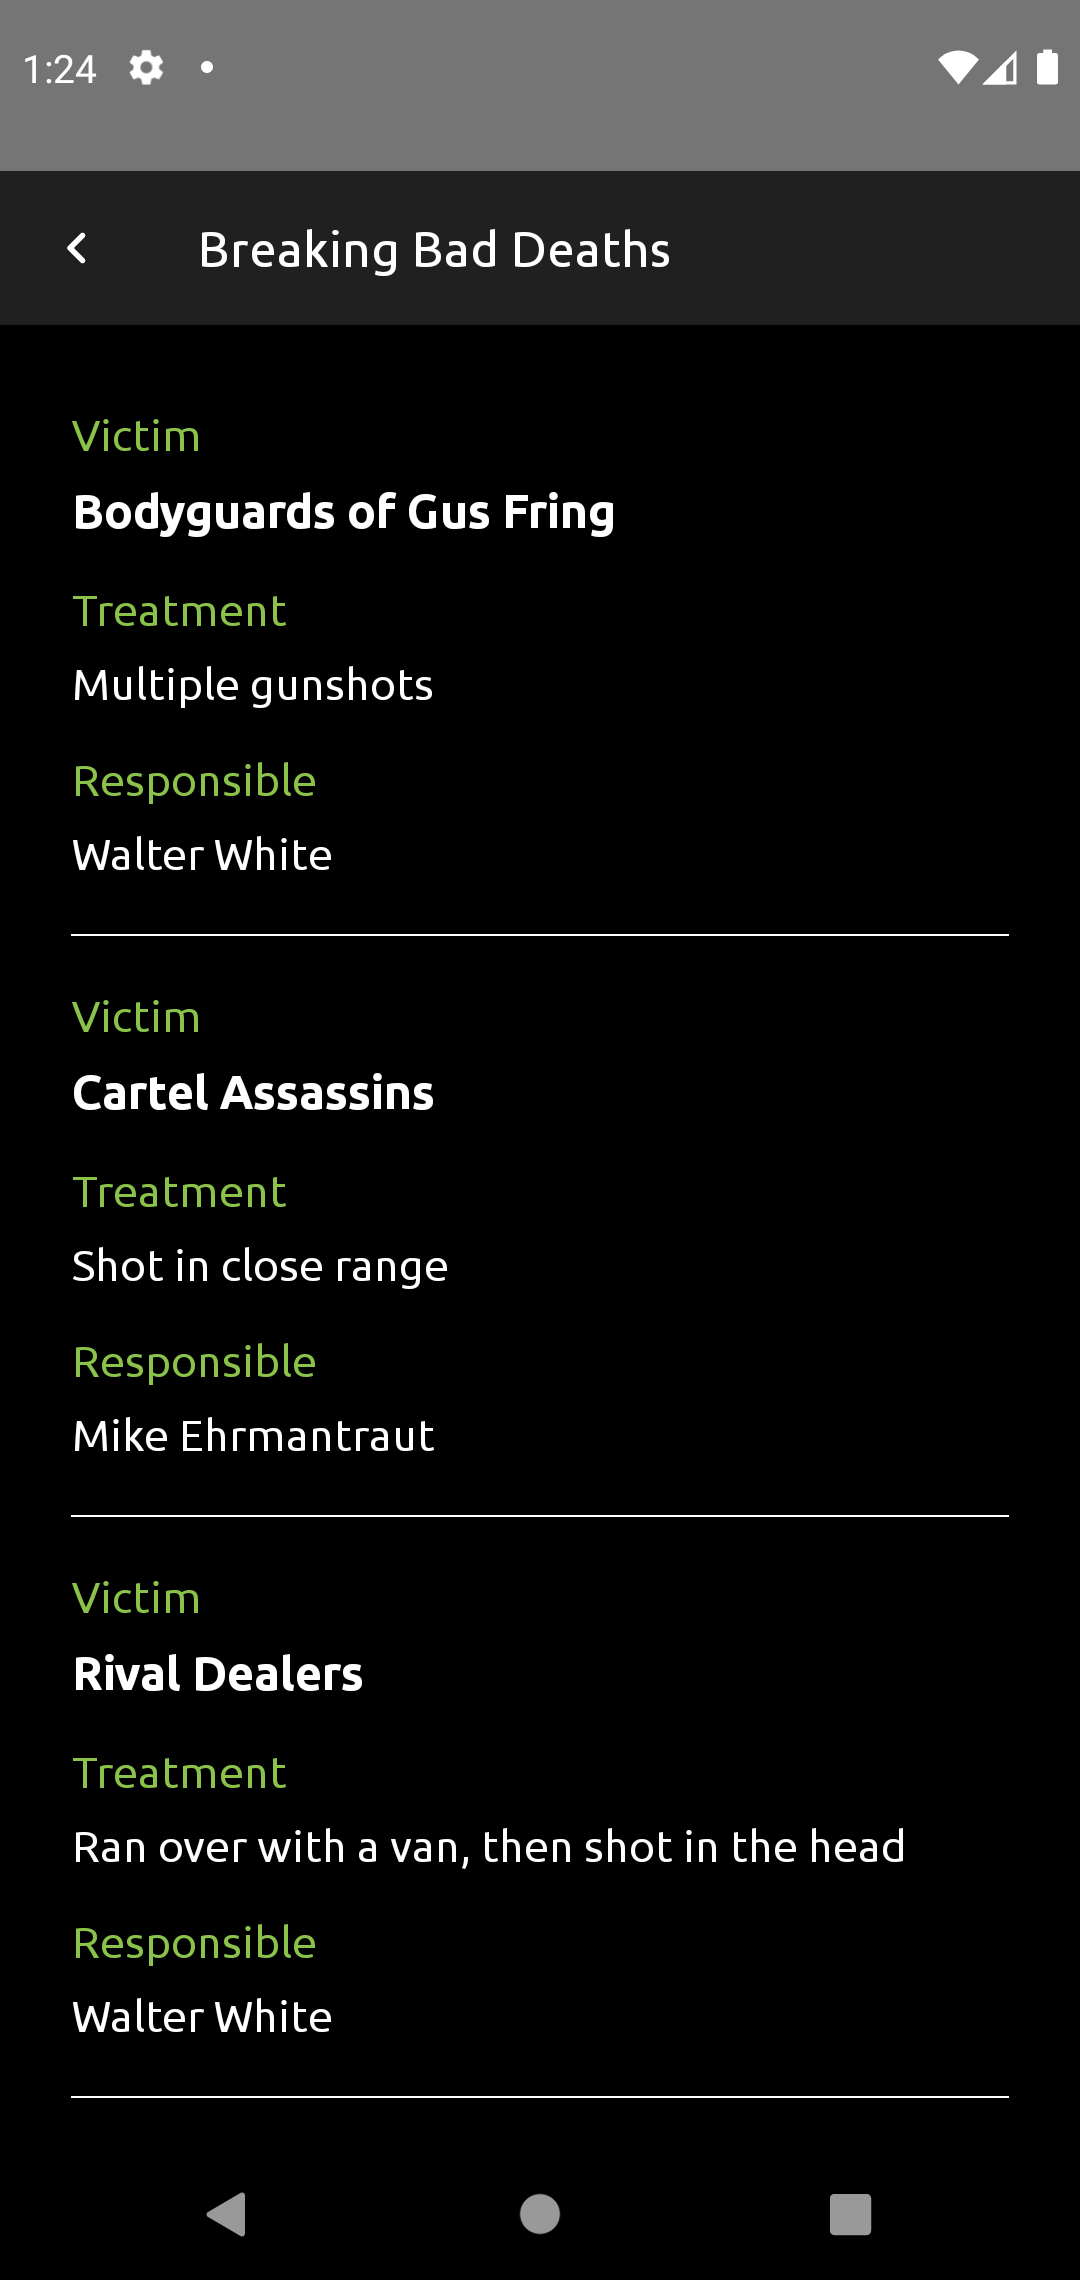 1:24
Breaking Bad Deaths
Victim
Bodyguards of Gus Fring
Treatment
Multiple gunshots
Responsible
Walter White
Victim
Cartel Assassins
Treatment
Shot in close range
Responsible
Mike Ehrmantraut
Victim
Rival Dealers
Treatment
Ran over with a van, then shot in the head
Responsible
Walter White